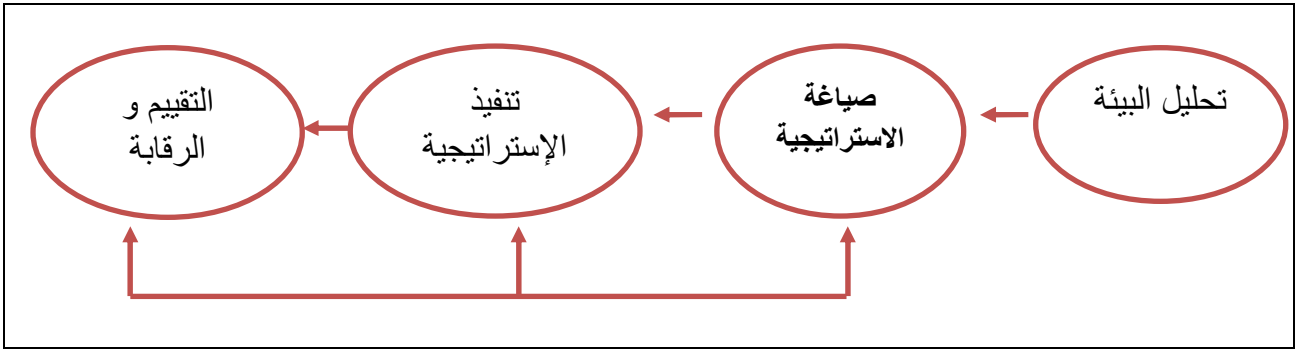 تحليل البيئة
صياغة
الاستراتيجية
تنفيذ
الإستراتيجية
التقييم و
الرقابة